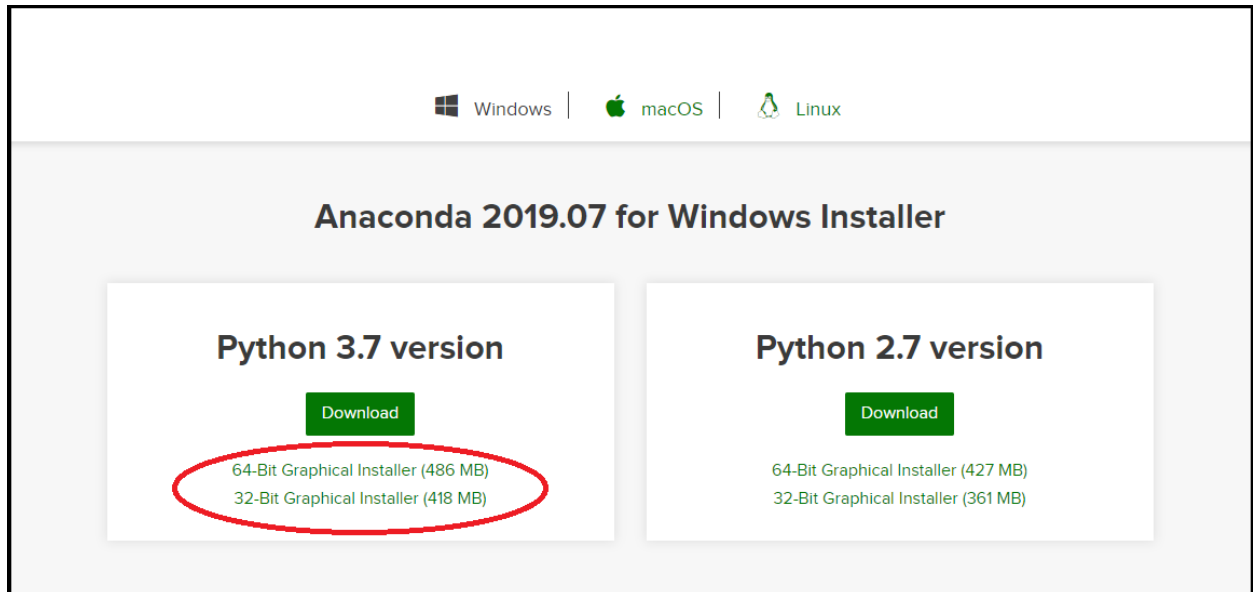 Windows macOS Linux
Anaconda 2019.07 for Windows Installer
Python 3.7 version
Download
64-Bit Graphical Installer (486 MB)
32-Bit Graphical Installer (418 MB)
Python 2.7 version
Download
64-Bit Graphical Installer (427 MB)
32-Bit Graphical Installer (361 MB)